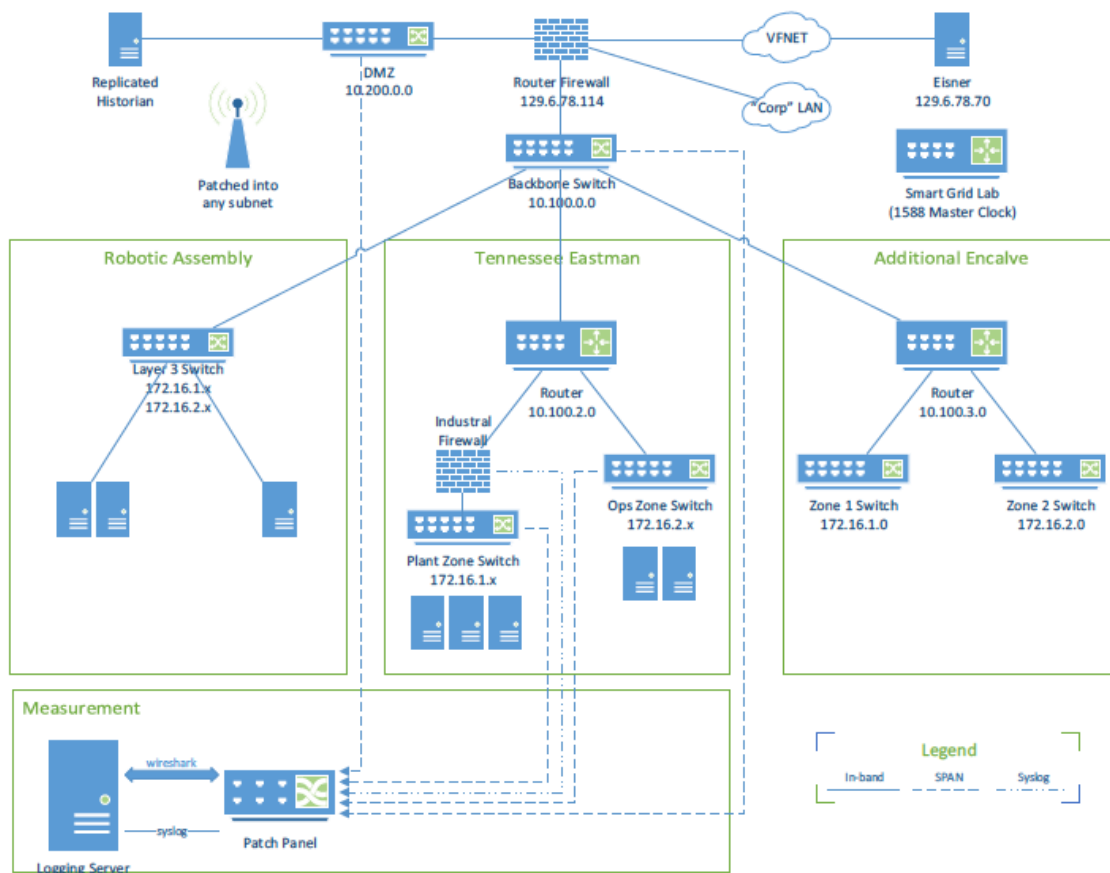 Replicated
Historian
DMZ
10.200.0.0
Router Firewall
129.6.78.114
VFNET
"Corp" LAN
Eisner
129.6.78.70
Patched into
any subnet
Backbone Switch
10.100.0.0
Smart Grid Lab
(1588 Master Clock)
Robotic Assembly
Layer 3 Switch
172.16.1.x
172.16.2.x
Tennessee Eastman
Router
10.100.2.0
Industral
Firewall
Ops Zone Switch
172.16.2.x
Plant Zone Switch
172.16.1.x
Additional Encalve
Router
10.100.3.0
Zone 1 Switch
172.16.1.0
Zone 2 Switch
172.16.2.0
Measurement
wireshark
syslog
Patch Panel
Logging Server
Legend
In-band
SPAN
Syslog